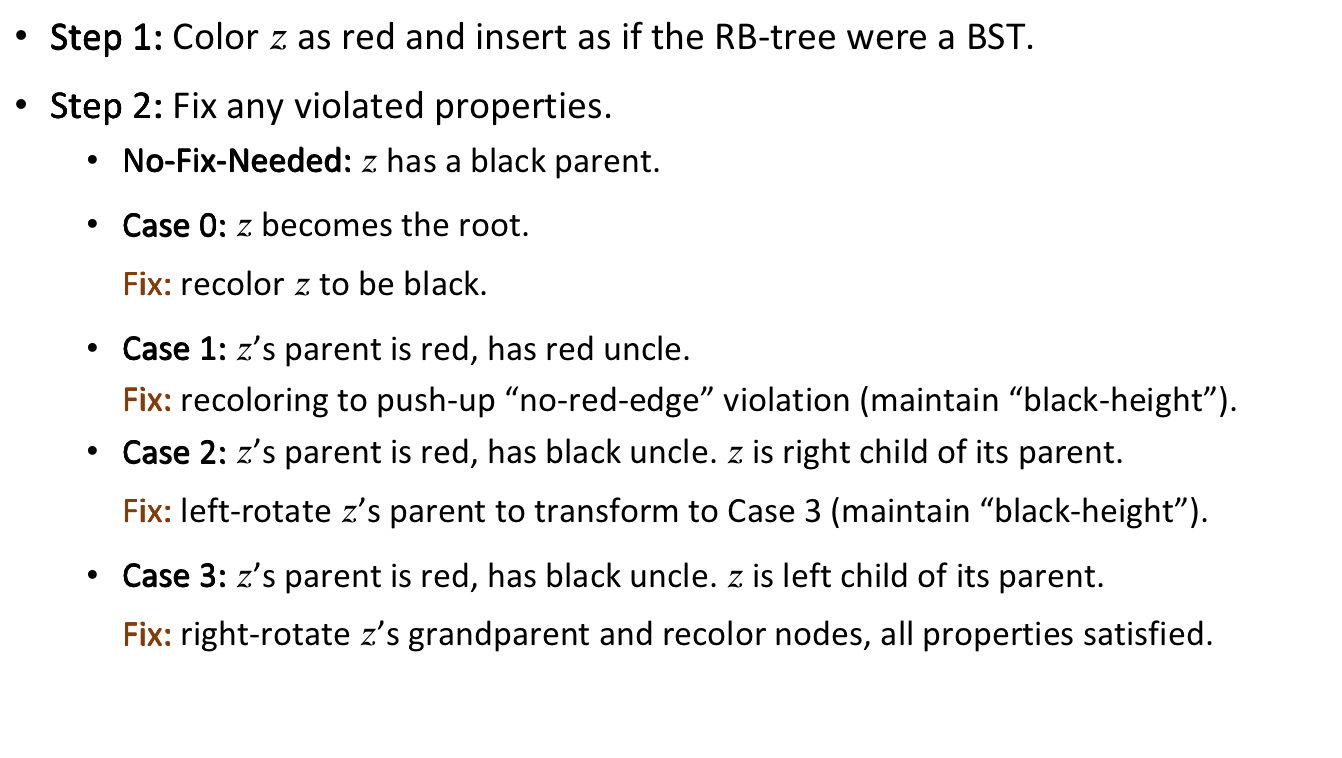 • Step 1: Color z as red and insert as if the RB-tree were a BST.
• Step 2: Fix any violated properties.
• No-Fix-Needed: z has a black parent.
• Case 0: z becomes the root.
Fix: recolor z to be black.
• Case 1: z’s parent is red, has red uncle.
Fix: recoloring to push-up “no-red-edge” violation (maintain “black-height”).
• Case 2: z’s parent is red, has black uncle. z is right child of its parent.
Fix: left-rotate z’s parent to transform to Case 3 (maintain “black-height”).
• Case 3: z’s parent is red, has black uncle. z is left child of its parent.
Fix: right-rotate z’s grandparent and recolor nodes, all properties satisfied.